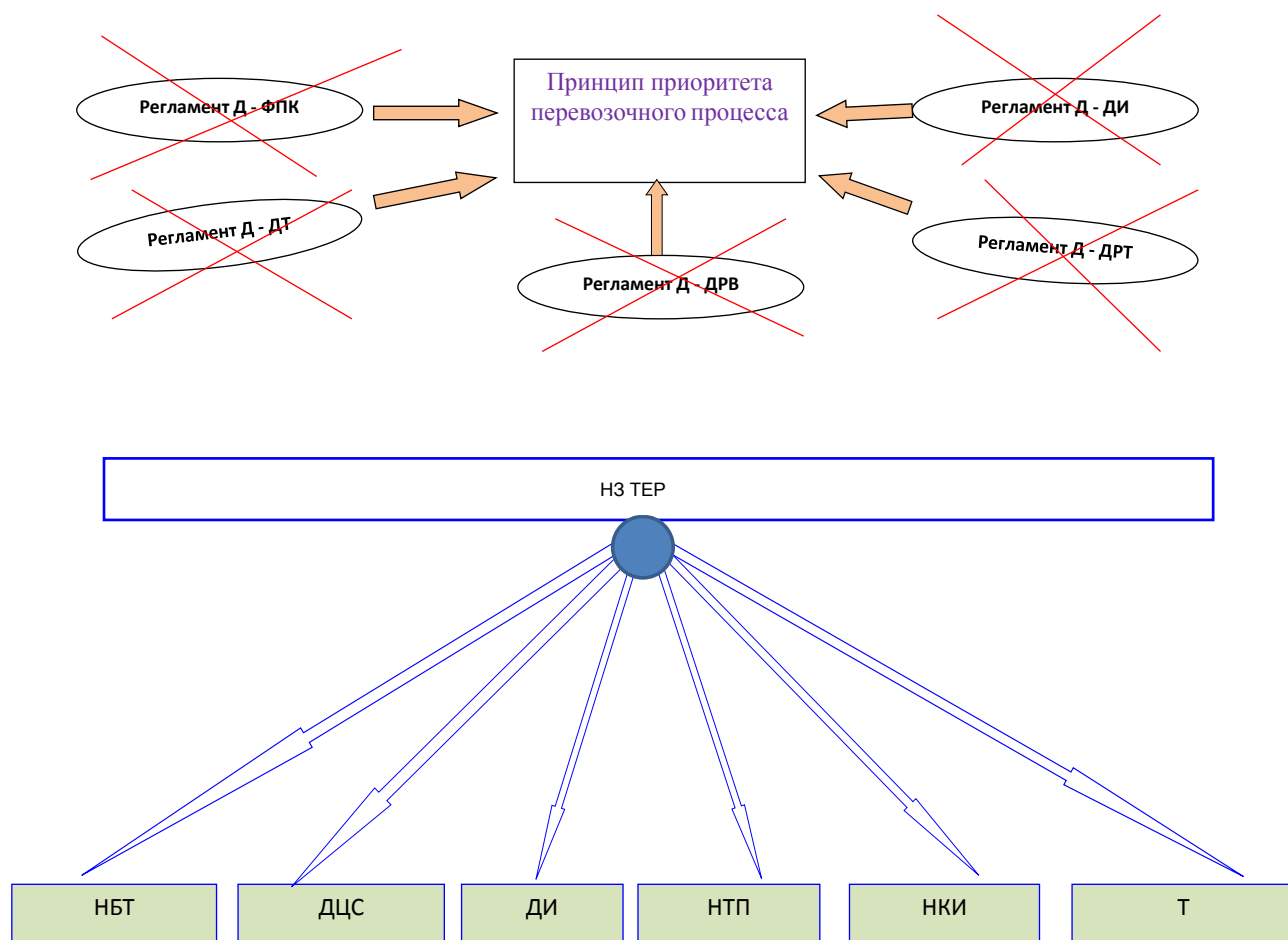 Принцип приоритета
перевозочного процесса
Регламент Д - ФПК
Регламент Д - ДИ
Регламент Д - ДТ
Регламент Д - ДРТ
Регламент Д - ДРВ
НЗ ТЕР
НБТ
ДЦС
ДИ
НТП
НКИ
Т